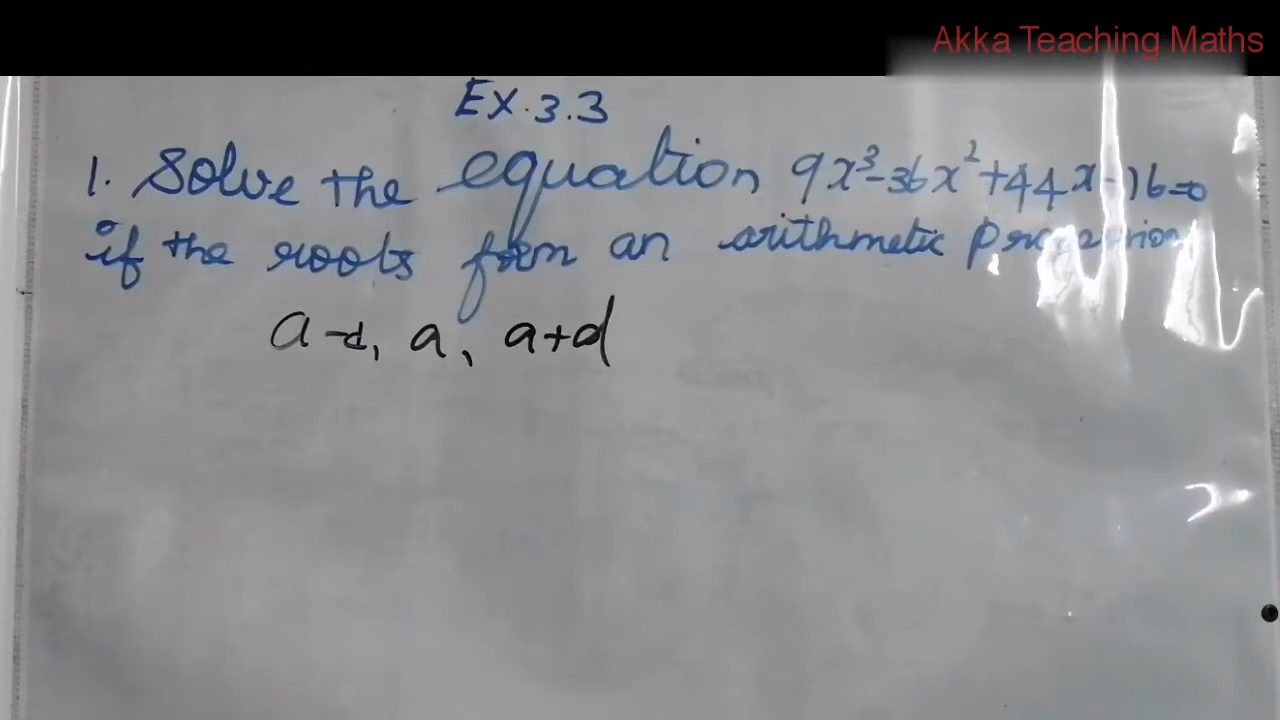 Akka Teaching Maths
Ex.3.3
1. Solve the equation 9x³-36x²+44x-16=0
if the roots form an arithmetic progression
a-d, a, a+d